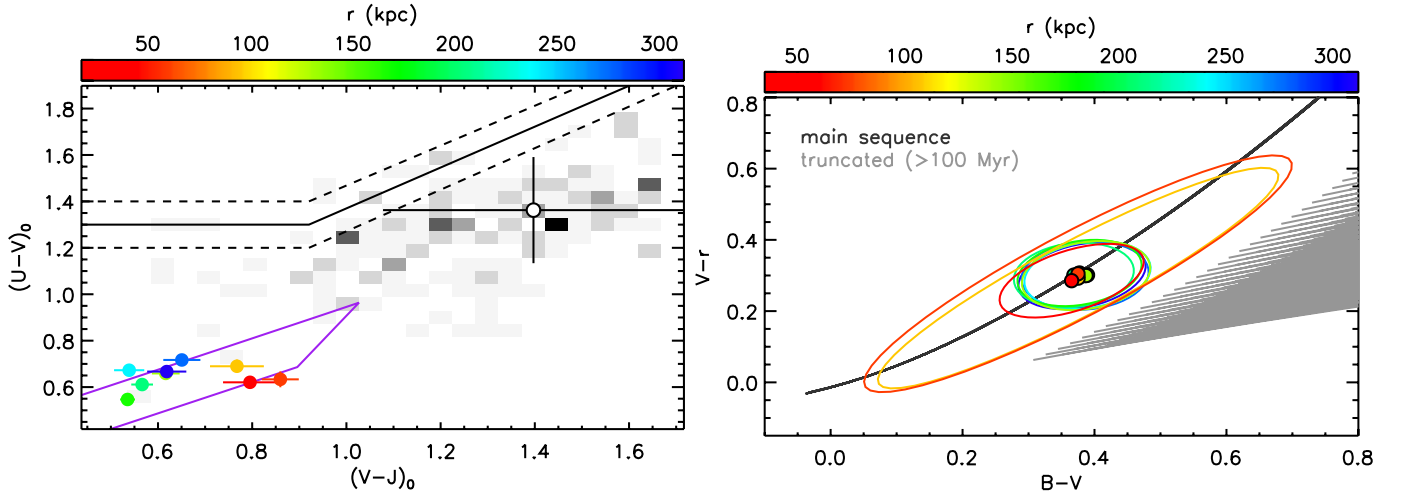 r (kpc)
50 100 150 200 250 300
1.8
1.6
1.4
1.2
1.0
0.8
0.6
(U−V)₀
0.6 0.8 1.0 1.2 1.4 1.6
(V−J)₀
r (kpc)
50 100 150 200 250 300
main sequence
truncated (>100 Myr)
0.8
0.6
0.4
0.2
0.0
V−r
0.0 0.2 0.4 0.6 0.8
B−V